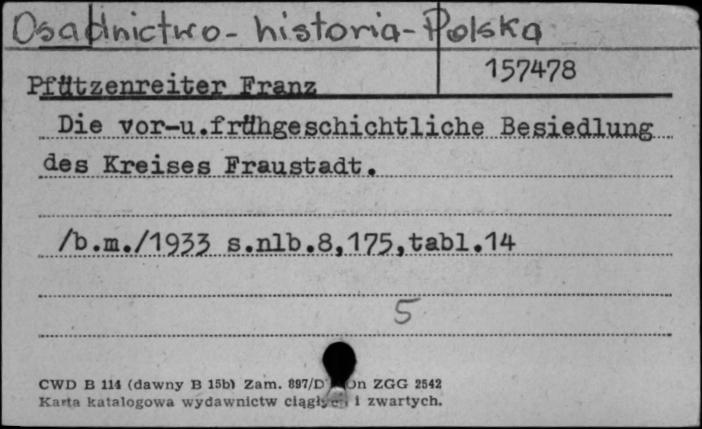 Osadnictwo - historia - Polska
157478
Pfützenreiter Franz
Die vor-u.frühgeschichtliche Besiedlung
des Kreises Fraustadt.
/b.m./1933 s.nlb.8,175,tabl.14
5
CWD B 114 (dawny B 15b) Zam. 897/D ZGG 2542
Karta katalogowa wydawnictw ciągłych i zwartych.